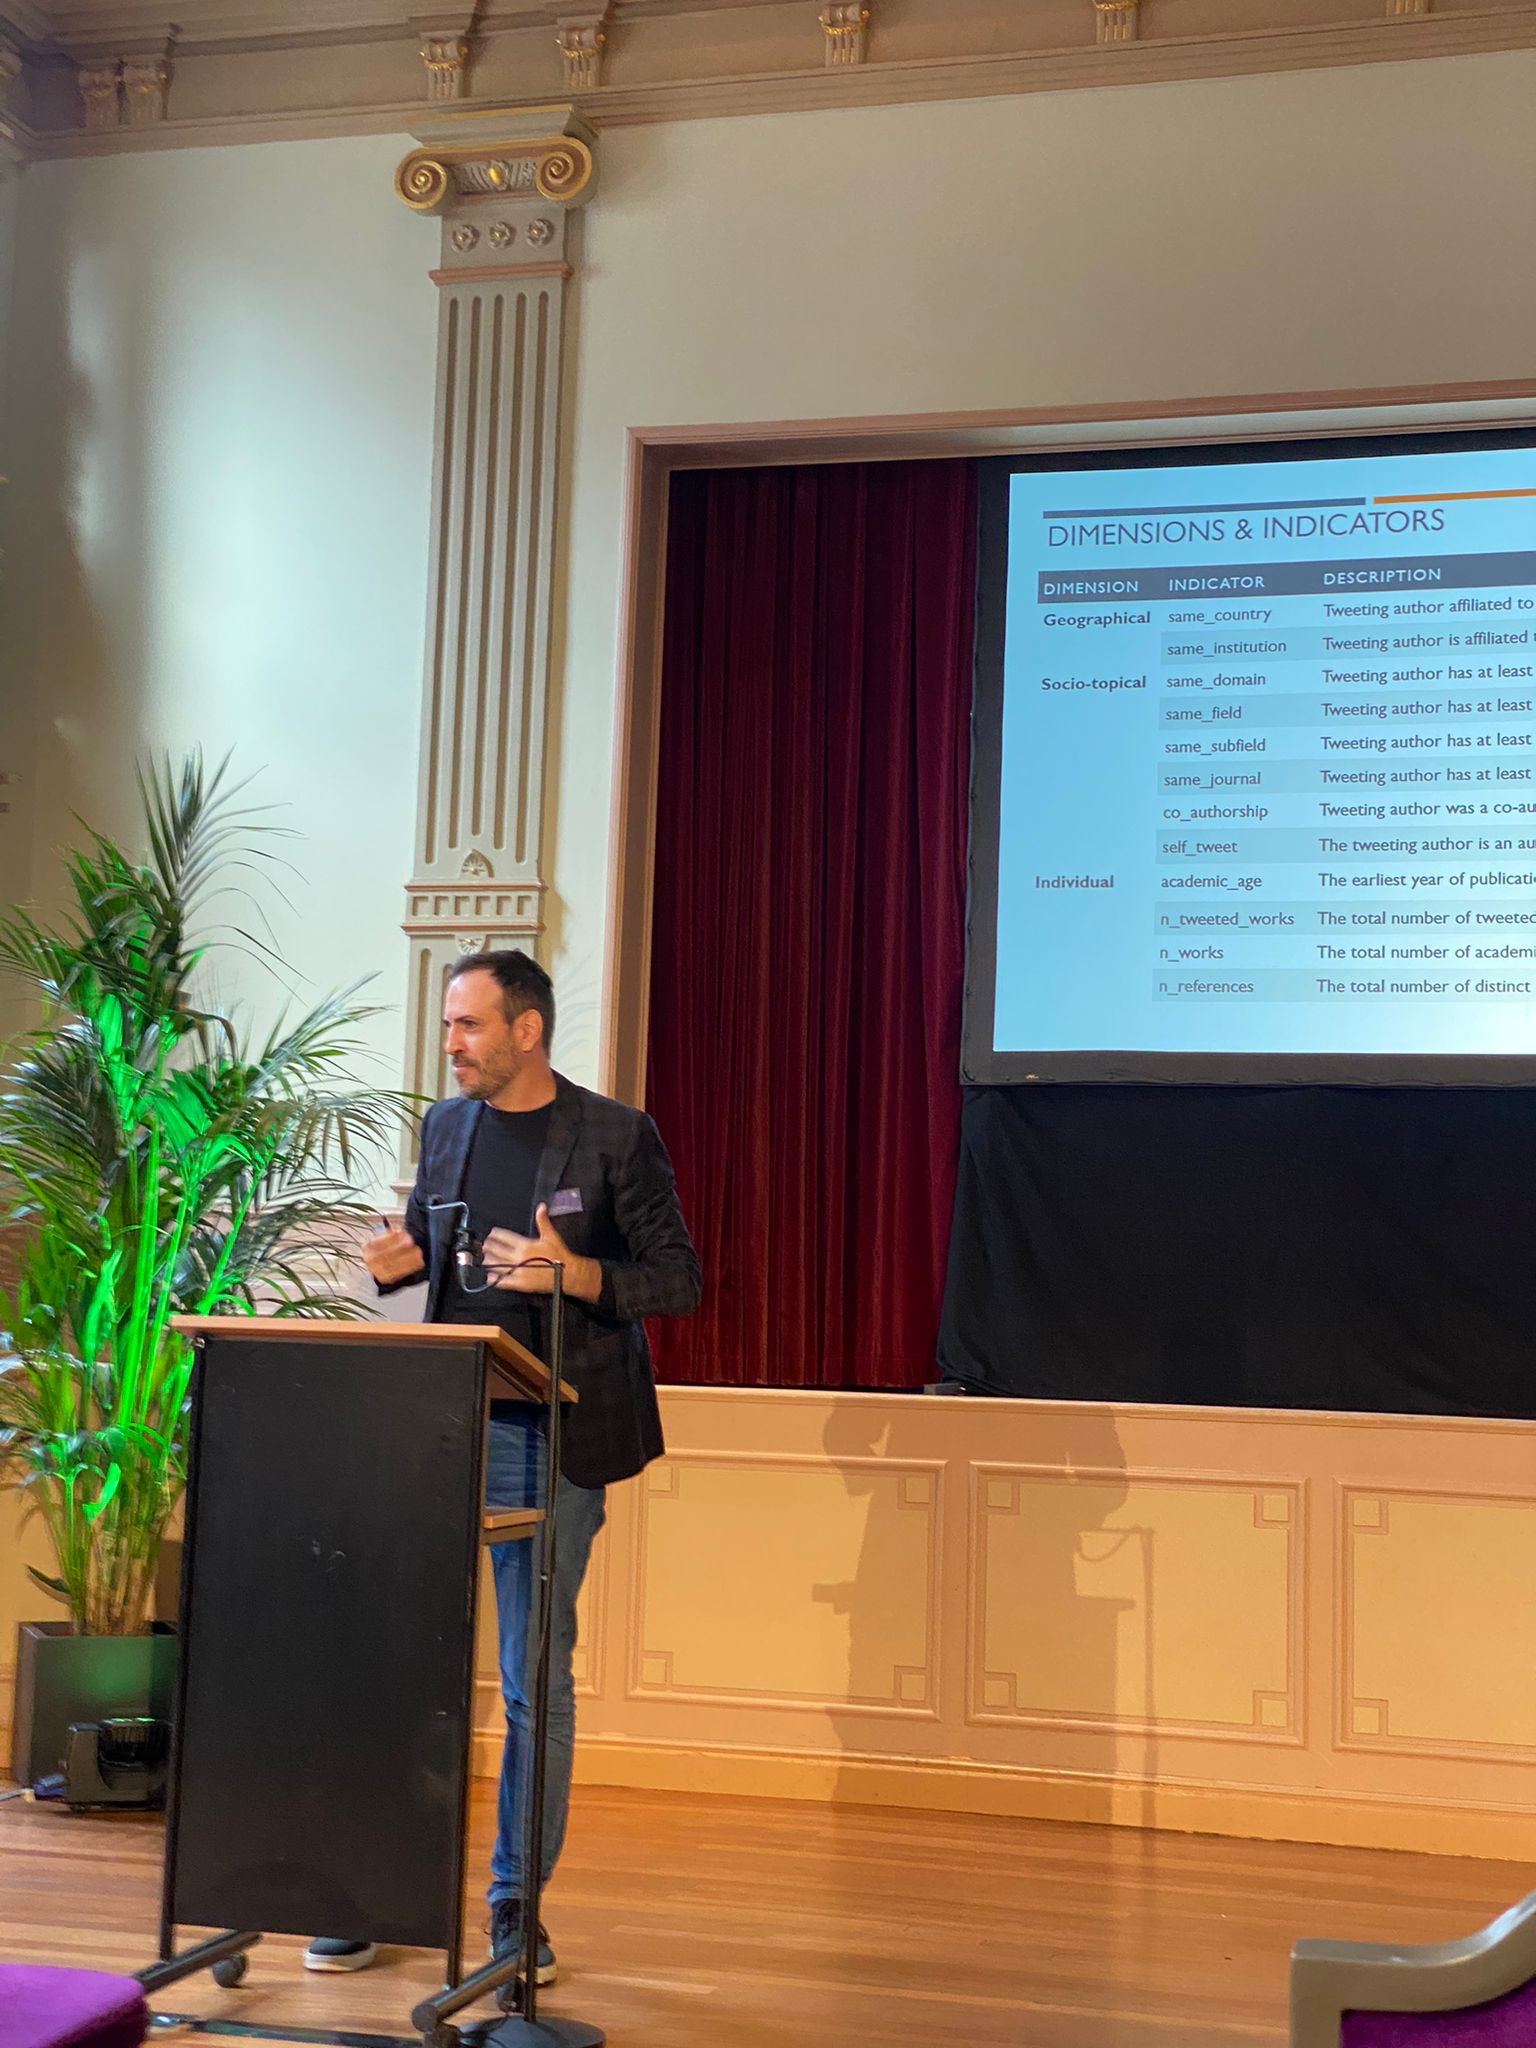 DIMENSIONS & INDICATORS
DIMENSION INDICATOR DESCRIPTION
Geographical same_country Tweeting author affiliated to
same_institution Tweeting author is affiliated
Socio-topical same_domain Tweeting author has at least
same_field Tweeting author has at least
same_subfield Tweeting author has at least
same_journal Tweeting author has at least
co_authorship Tweeting author was a co-au
self_tweet The tweeting author is an au
Individual academic_age The earliest year of publicati
n_tweeted_works The total number of tweeted
n_works The total number of academi
n_references The total number of distinct